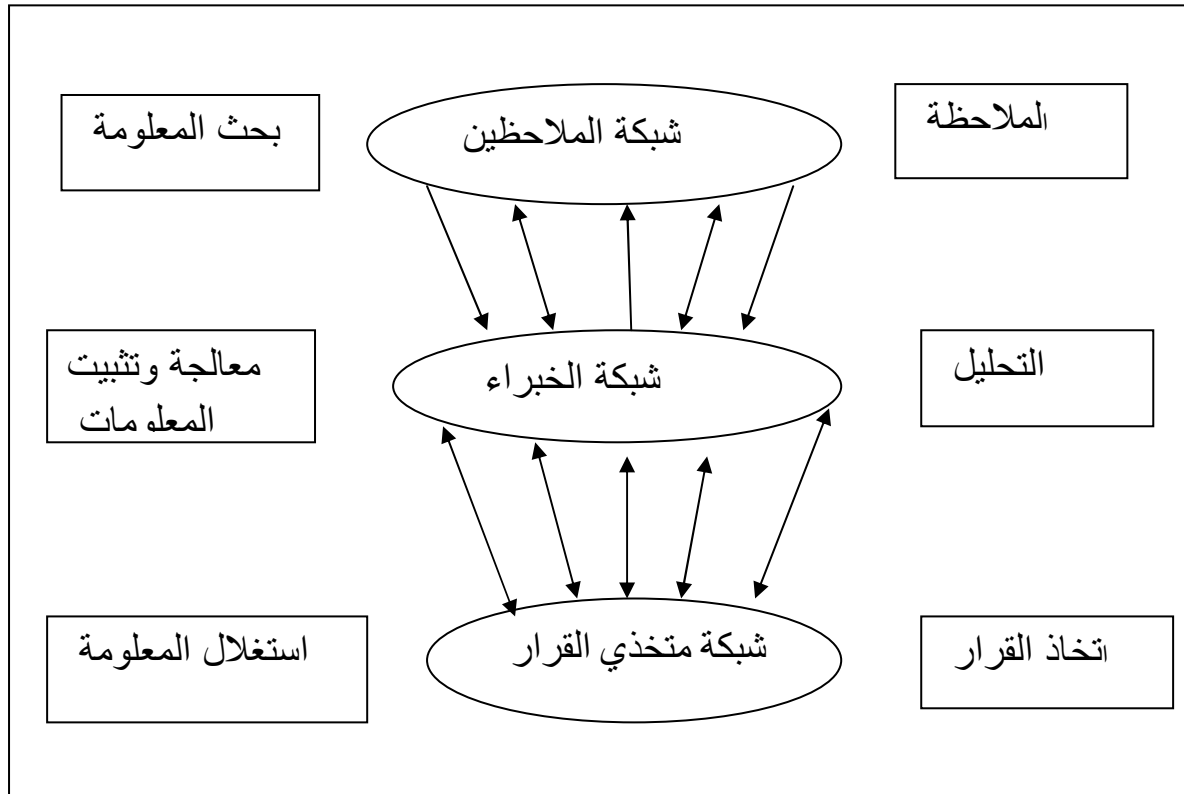 الملاحظة
شبكة الملاحظين
بحث المعلومة
التحليل
شبكة الخبراء
معالجة وتثبيت
المعلومات
اتخاذ القرار
شبكة متخذي القرار
استغلال المعلومة